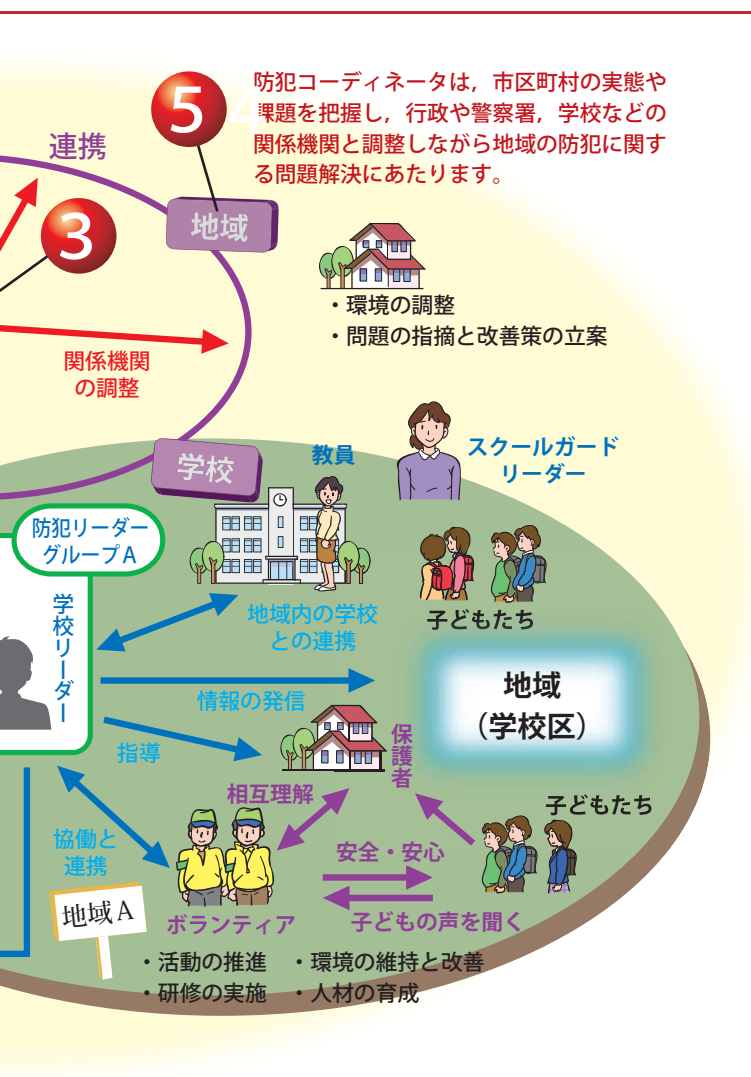 5
4
防犯コーディネータは，市区町村の実態や
課題を把握し，行政や警察署，学校などの
関係機関と調整しながら地域の防犯に関す
る問題解決にあたります。
連携
地域
3
・環境の調整
・問題の指摘と改善策の立案
関係機関
の調整
学校
教員
スクールガード
リーダー
防犯リーダー
グループA
学校リーダー
地域内の学校
との連携
子どもたち
情報の発信
地域
（学校区）
指導
保護者
相互理解
子どもたち
協働と
連携
安全・安心
地域A
ボランティア
子どもの声を聞く
・活動の推進　・環境の維持と改善
・研修の実施　・人材の育成